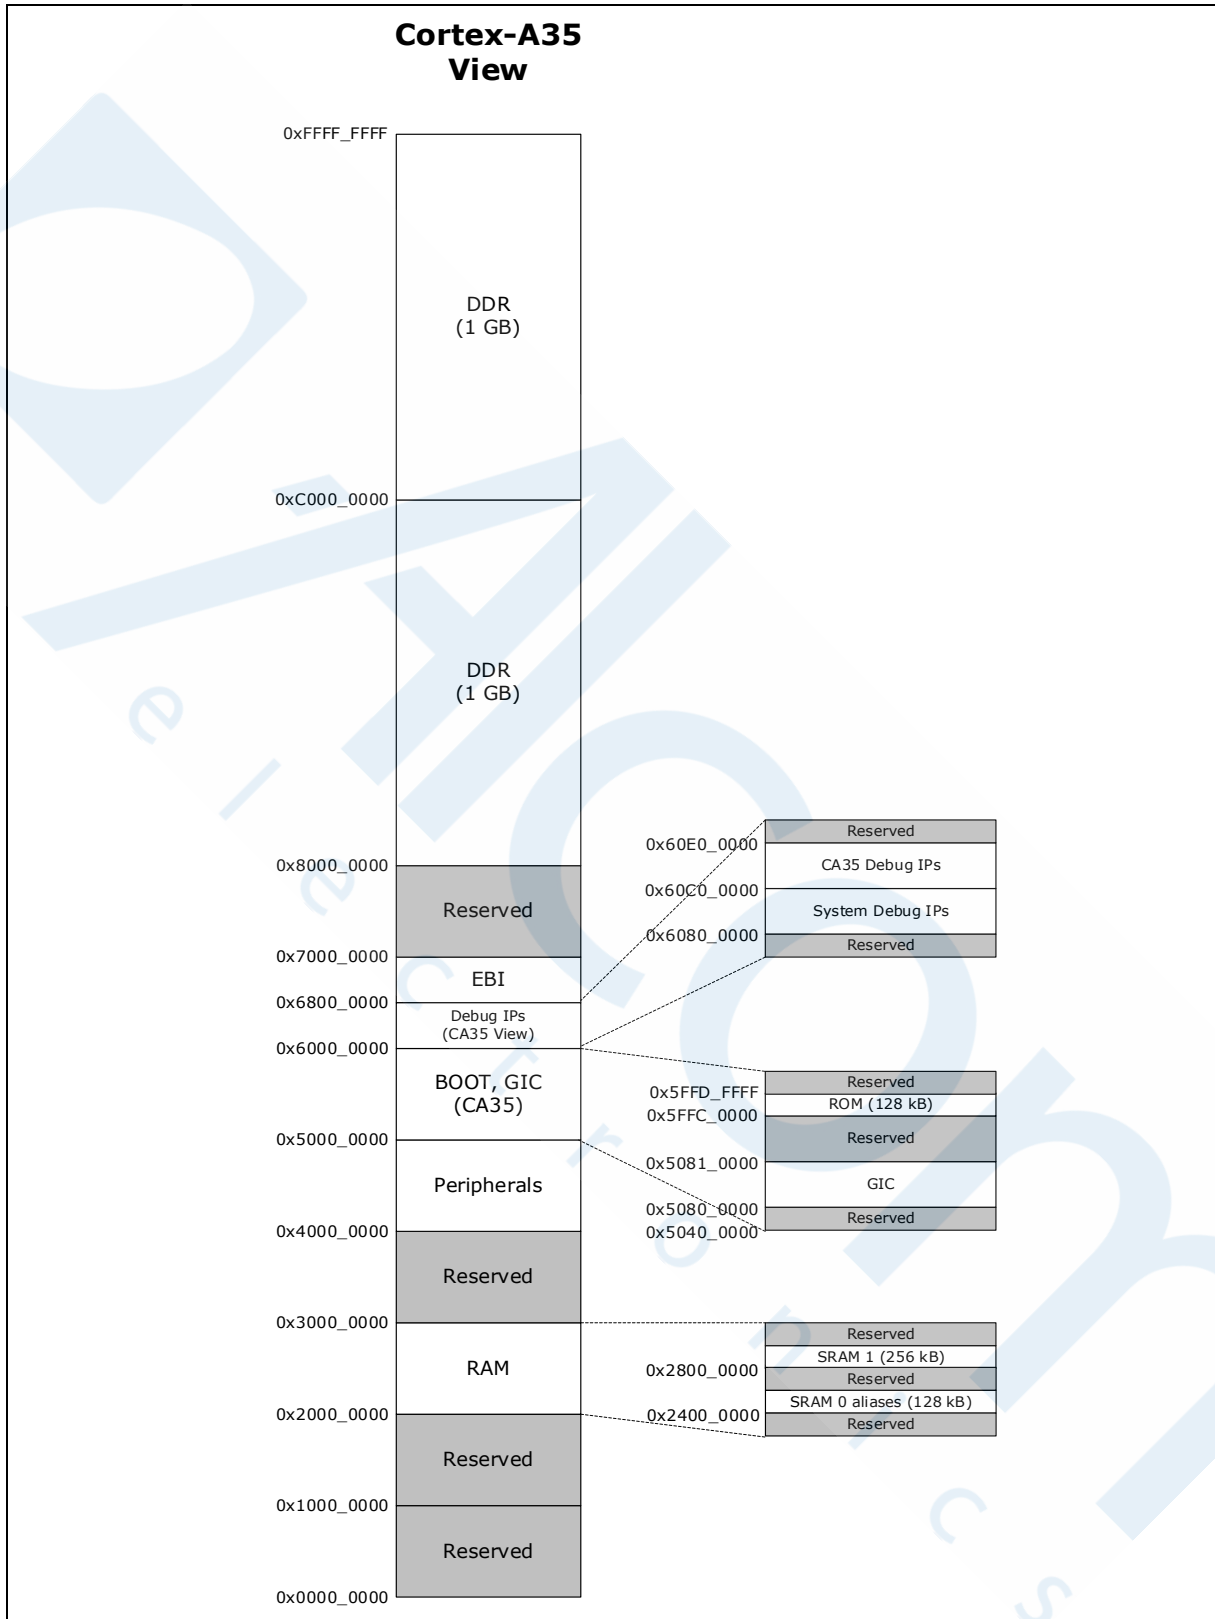 Cortex-A35
View
0xFFFF_FFFF
DDR
(1 GB)
0xC000_0000
DDR
(1 GB)
0x8000_0000
Reserved
0x7000_0000
EBI
0x6800_0000
Debug IPs
(CA35 View)
0x6000_0000
BOOT, GIC
(CA35)
0x5000_0000
Peripherals
0x4000_0000
Reserved
0x3000_0000
RAM
0x2000_0000
Reserved
0x1000_0000
Reserved
0x0000_0000
Reserved
0x60E0_0000
CA35 Debug IPs
0x60C0_0000
System Debug IPs
0x6080_0000
Reserved
Reserved
0x5FFD_FFFF
ROM (128 kB)
0x5FFC_0000
Reserved
0x5081_0000
GIC
0x5080_0000
Reserved
0x5040_0000
Reserved
SRAM 1 (256 kB)
0x2800_0000
Reserved
SRAM 0 aliases (128 kB)
0x2400_0000
Reserved
AlCom
electronics